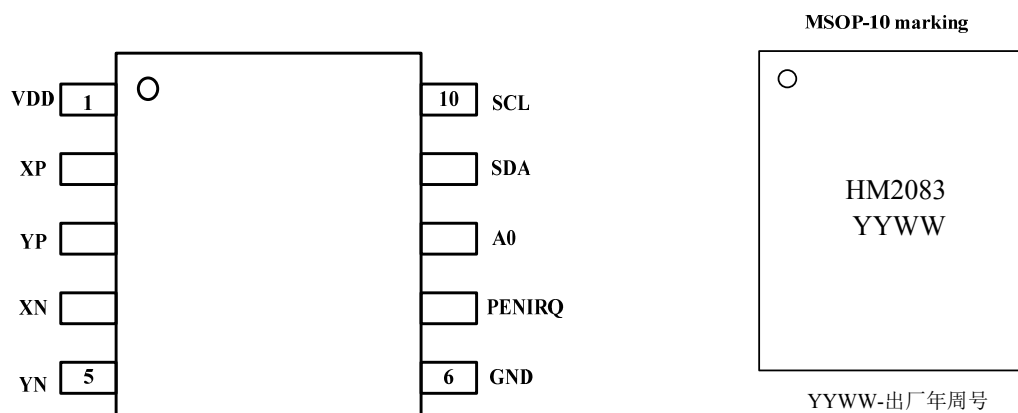 MSOP-10 marking
VDD 1 10 SCL
XP SDA
YP A0
XN PENIRQ
YN 5 6 GND
HM2083
YYWW
YYWW-出厂年周号